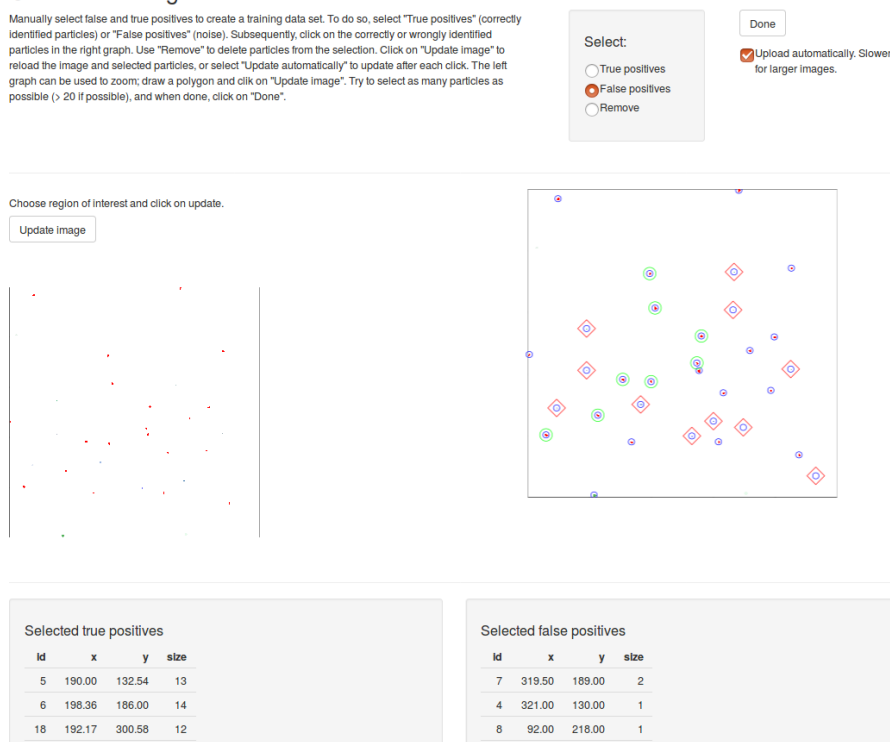 Manually select false and true positives to create a training data set. To do so, select "True positives" (correctly
identified particles) or "False positives" (noise). Subsequently, click on the correctly or wrongly identified
particles in the right graph. Use "Remove" to delete particles from the selection. Click on "Update image" to
reload the image and selected particles, or select "Update automatically" to update after each click. The left
graph can be used to zoom; draw a polygon and clik on "Update image". Try to select as many particles as
possible (> 20 if possible), and when done, click on "Done".
Select:
True positives
False positives
Remove
Done
Upload automatically. Slower
for larger images.
Choose region of interest and click on update.
Update image
Selected true positives
id x y size
5 190.00 132.54 13
6 198.36 186.00 14
18 192.17 300.58 12
Selected false positives
id x y size
7 319.50 189.00 2
4 321.00 130.00 1
8 92.00 218.00 1